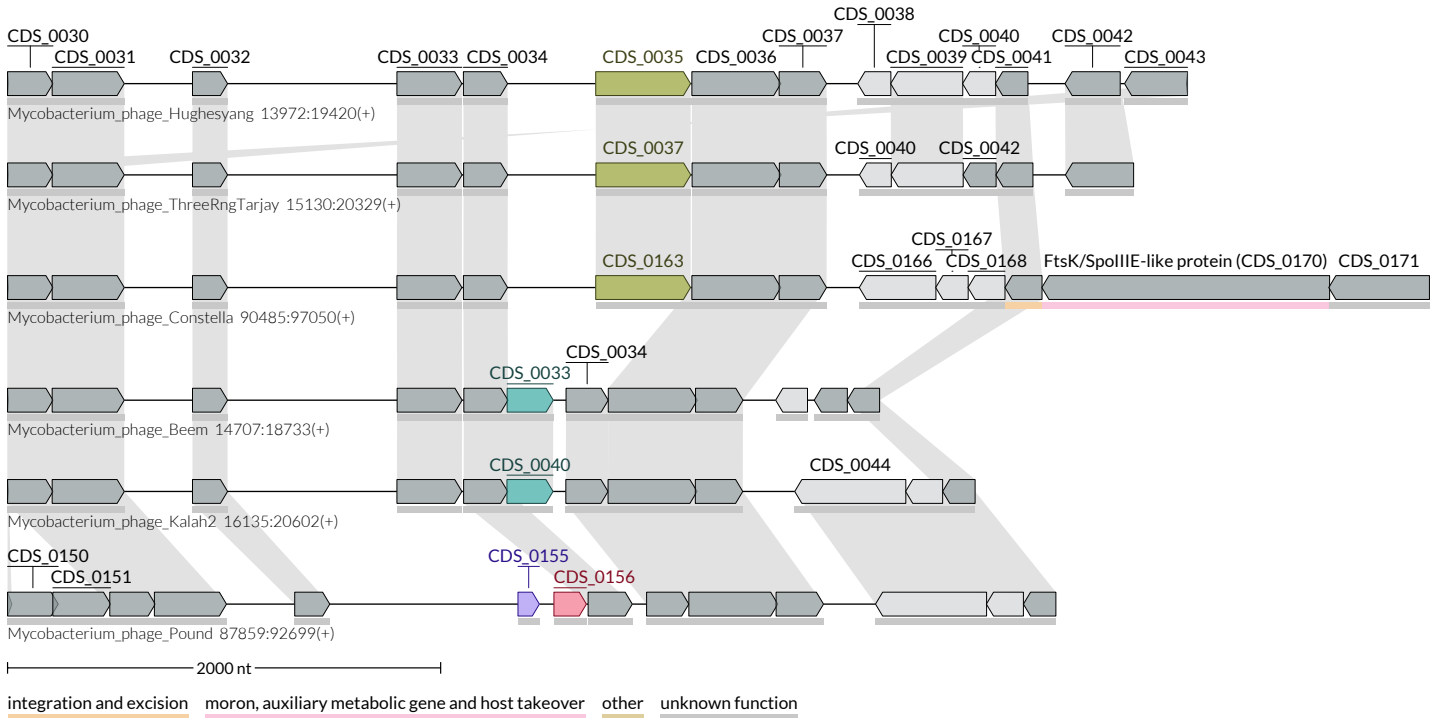 CDS_0038
CDS_0030 CDS_0037 CDS_0040 CDS_0042
CDS_0031 CDS_0032 CDS_0033 CDS_0034 CDS_0035 CDS_0036 CDS_0039 CDS_0041 CDS_0043
Mycobacterium_phage_Hughesyang 13972:19420(+)
CDS_0037 CDS_0040 CDS_0042
Mycobacterium_phage_ThreeRngTarjay 15130:20329(+)
CDS_0167
CDS_0163 CDS_0166 CDS_0168 FtsK/SpoIIIE-like protein (CDS_0170) CDS_0171
Mycobacterium_phage_Constella 90485:97050(+)
CDS_0034
CDS_0033
Mycobacterium_phage_Beem 14707:18733(+)
CDS_0040 CDS_0044
Mycobacterium_phage_Kalah2 16135:20602(+)
CDS_0150 CDS_0155
CDS_0151 CDS_0156
Mycobacterium_phage_Pound 87859:92699(+)
2000 nt
integration and excision moron, auxiliary metabolic gene and host takeover other unknown function